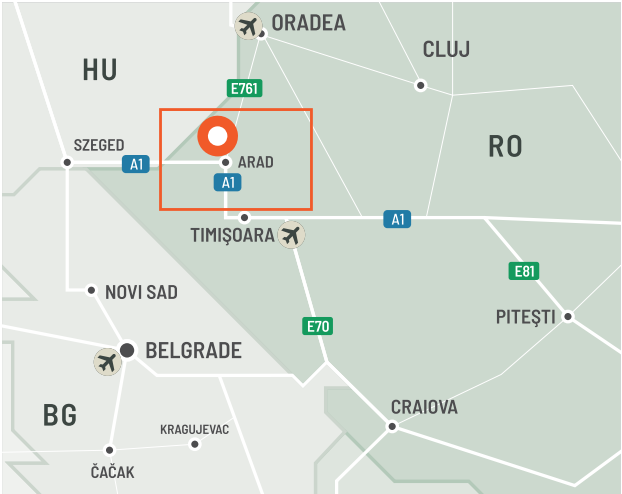 ORADEA
CLUJ
HU
E761
RO
SZEGED
A1
ARAD
A1
A1
TIMIŞOARA
E81
NOVI SAD
PITEŞTI
E70
BELGRADE
BG
CRAIOVA
KRAGUJEVAC
ČAČAK